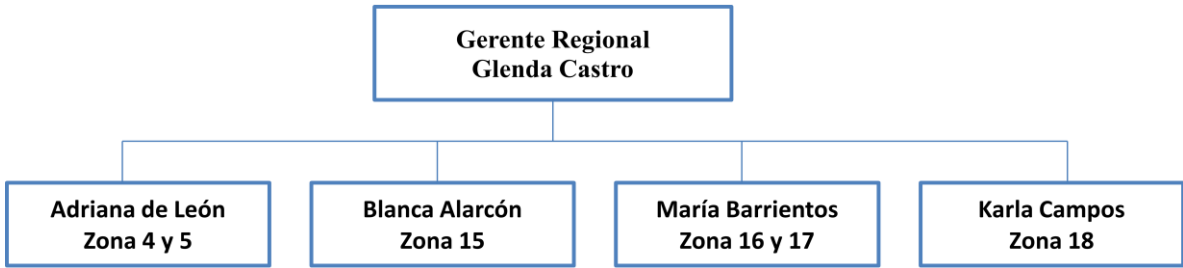 Gerente Regional
Glenda Castro
Adriana de León
Zona 4 y 5
Blanca Alarcón
Zona 15
María Barrientos
Zona 16 y 17
Karla Campos
Zona 18